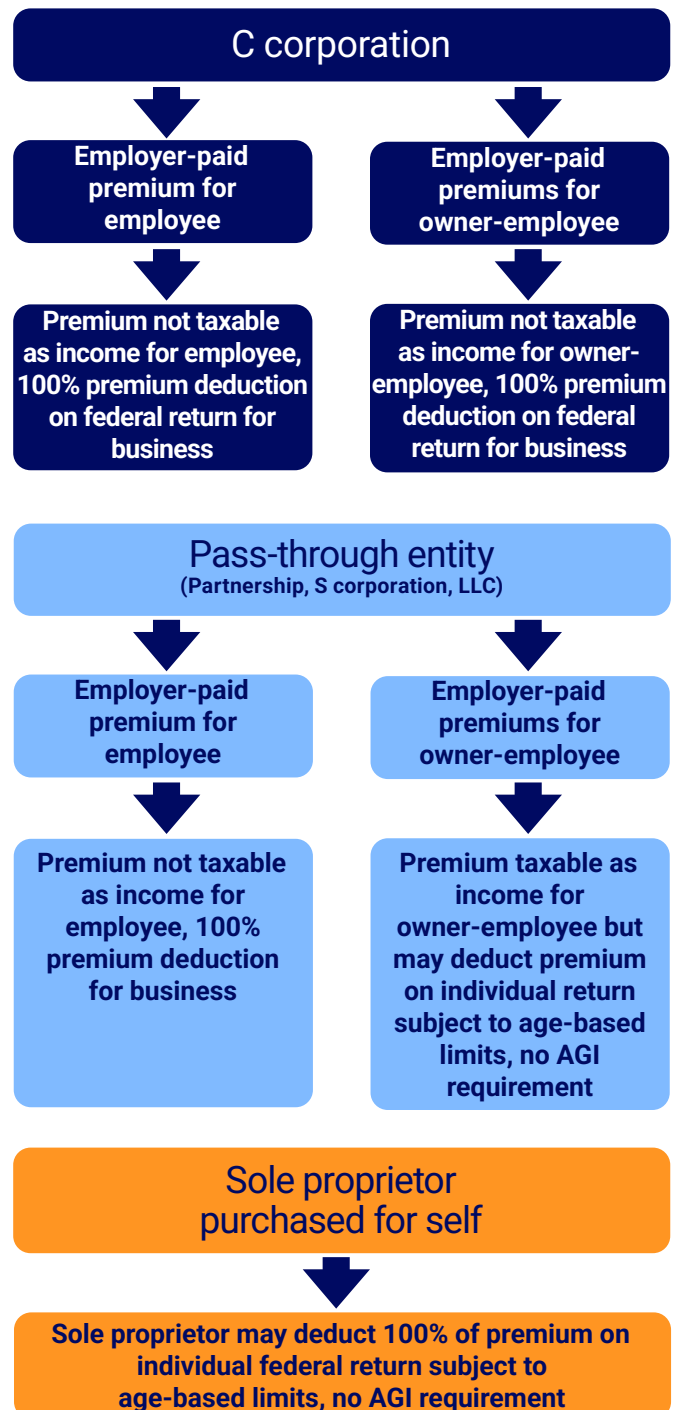 C corporation
Employer-paid
premium for
employee
Employer-paid
premiums for
owner-employee
Premium not taxable
as income for employee,
100% premium deduction
on federal return for
business
Premium not taxable
as income for owner-
employee, 100% premium
deduction on federal
return for business
Pass-through entity
(Partnership, S corporation, LLC)
Employer-paid
premium for
employee
Employer-paid
premiums for
owner-employee
Premium not taxable
as income for
employee, 100%
premium deduction
for business
Premium taxable as
income for
owner-employee but
may deduct premium
on individual return
subject to age-based
limits, no AGI
requirement
Sole proprietor
purchased for self
Sole proprietor may deduct 100% of premium on
individual federal return subject to
age-based limits, no AGI requirement